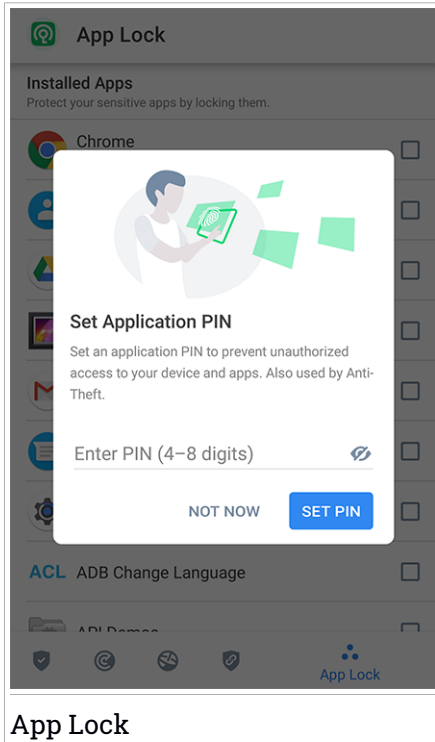 App Lock
Installed Apps
Protect your sensitive apps by locking them.
Chrome
Set Application PIN
Set an application PIN to prevent unauthorized
access to your device and apps. Also used by Anti-
Theft.
Enter PIN (4–8 digits)
NOT NOW
SET PIN
ACL ADB Change Language
API Demos
App Lock
App Lock